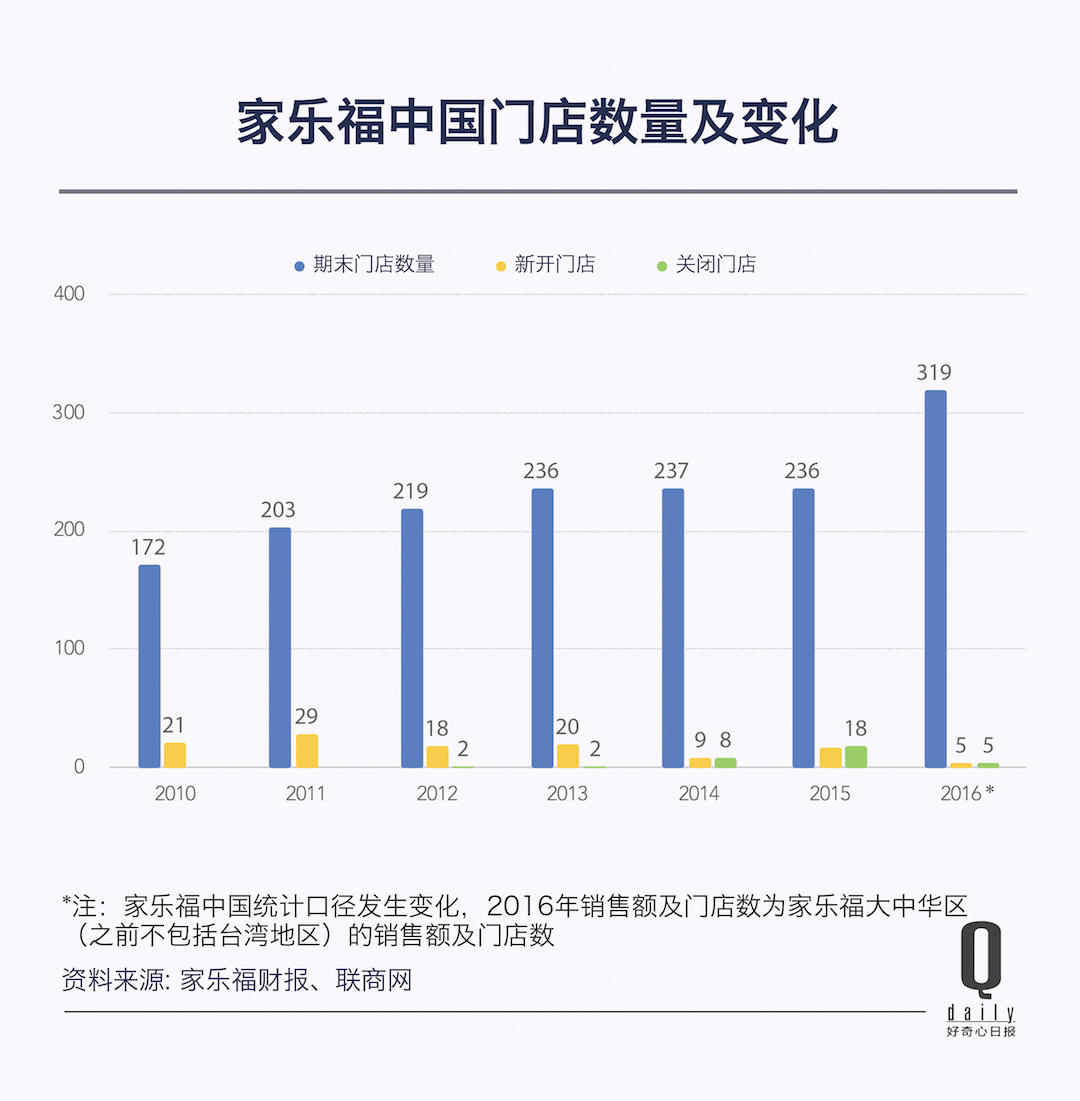 家乐福中国门店数量及变化
期末门店数量 新开门店 关闭门店
400
300
200
100
0
172
203
219
236
237
236
319
21
29
18
2
20
2
9
8
18
5
5
2010 2011 2012 2013 2014 2015 2016*
*注：家乐福中国统计口径发生变化，2016年销售额及门店数为家乐福大中华区
（之前不包括台湾地区）的销售额及门店数
资料来源: 家乐福财报、联商网
Q
daily
好奇心日报